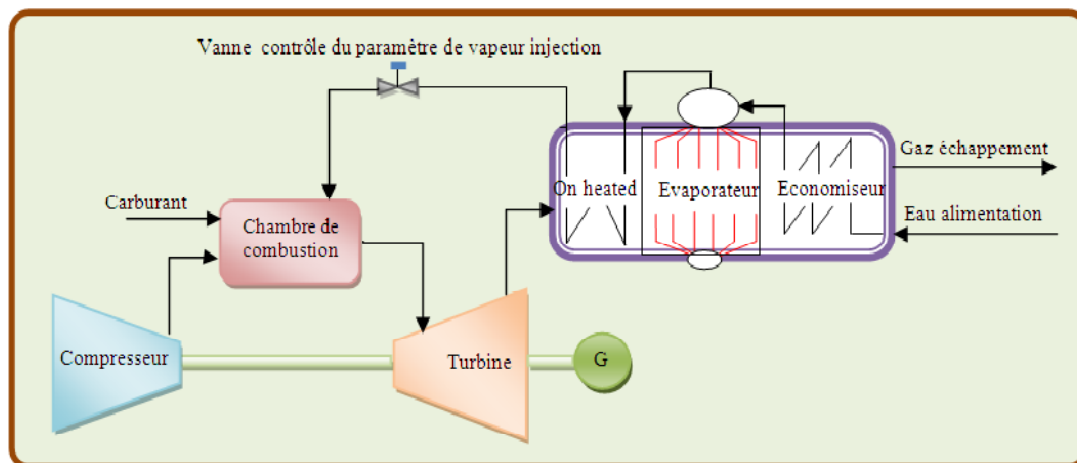 Vanne contrôle du paramètre de vapeur injection
Gaz échappement
On heated
Evaporateur
Economiseur
Carburant
Chambre de
combustion
Eau alimentation
Compresseur
Turbine
G